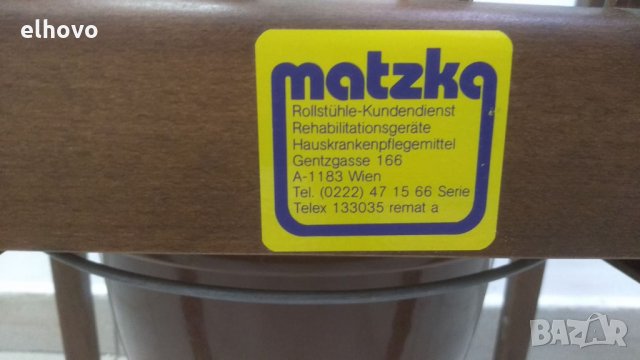 elhovo
matzka
Rollstühle-Kundendienst
Rehabilitationsgeräte
Hauskrankenpflegemittel
Gentzgasse 166
A-1183 Wien
Tel. (0222) 47 15 66 Serie
Telex 133035 remat a
BAZAR